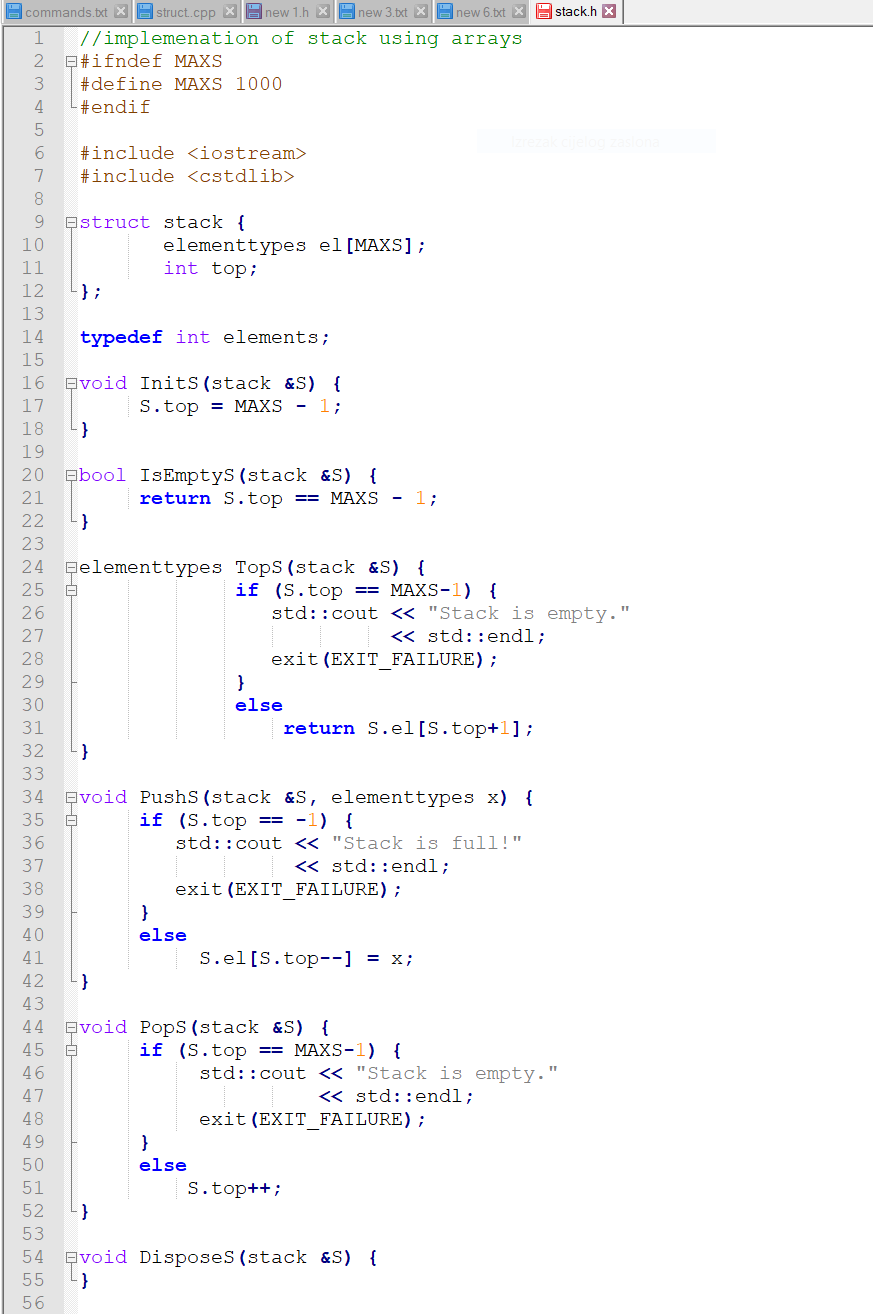 commands.txt struct.cpp new 1.h new 3.txt new 6.txt stack.h
1 //implemenation of stack using arrays
2 #ifndef MAXS
3 #define MAXS 1000
4 #endif
5
6 #include <iostream>
7 #include <cstdlib>
8
9 struct stack {
10 elementtypes el[MAXS];
11 int top;
12 };
13
14 typedef int elements;
15
16 void InitS(stack &S) {
17 S.top = MAXS - 1;
18 }
19
20 bool IsEmptyS(stack &S) {
21 return S.top == MAXS - 1;
22 }
23
24 elementtypes TopS(stack &S) {
25 if (S.top == MAXS-1) {
26 std::cout << "Stack is empty."
27 << std::endl;
28 exit(EXIT_FAILURE);
29 }
30 else
31 return S.el[S.top+1];
32 }
33
34 void PushS(stack &S, elementtypes x) {
35 if (S.top == -1) {
36 std::cout << "Stack is full!"
37 << std::endl;
38 exit(EXIT_FAILURE);
39 }
40 else
41 S.el[S.top--] = x;
42 }
43
44 void PopS(stack &S) {
45 if (S.top == MAXS-1) {
46 std::cout << "Stack is empty."
47 << std::endl;
48 exit(EXIT_FAILURE);
49 }
50 else
51 S.top++;
52 }
53
54 void DisposeS(stack &S) {
55 }
56